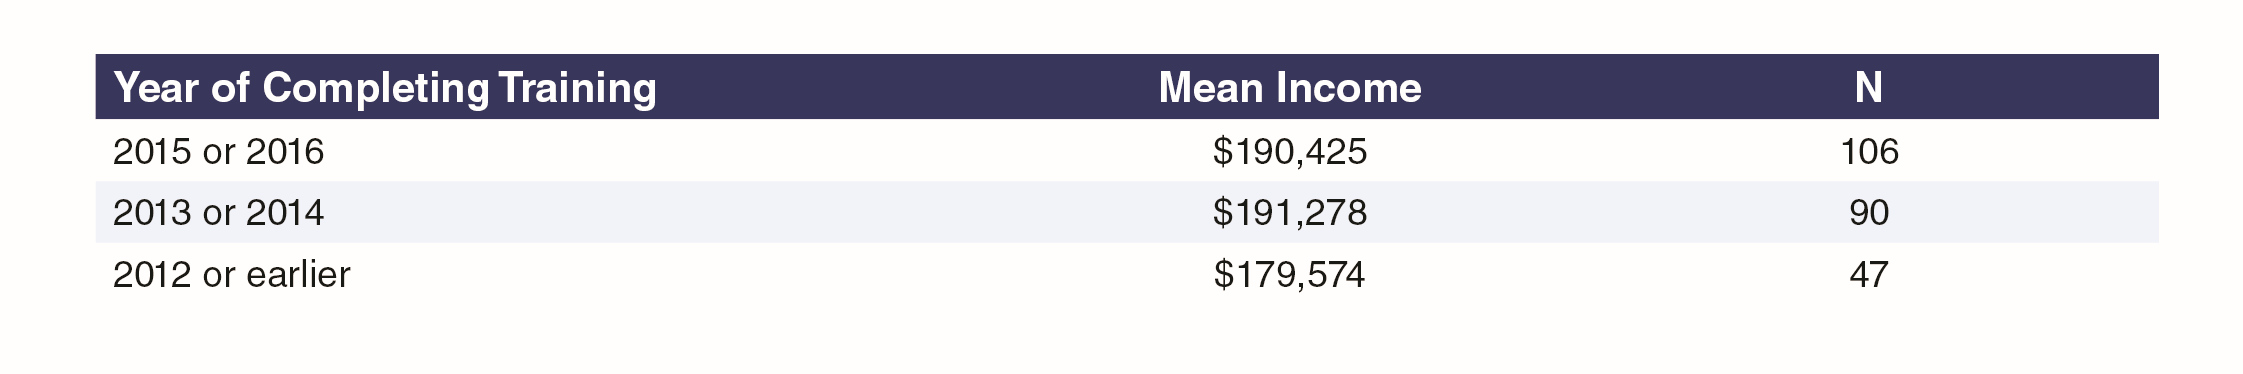 Year of Completing Training Mean Income N
2015 or 2016 $190,425 106
2013 or 2014 $191,278 90
2012 or earlier $179,574 47